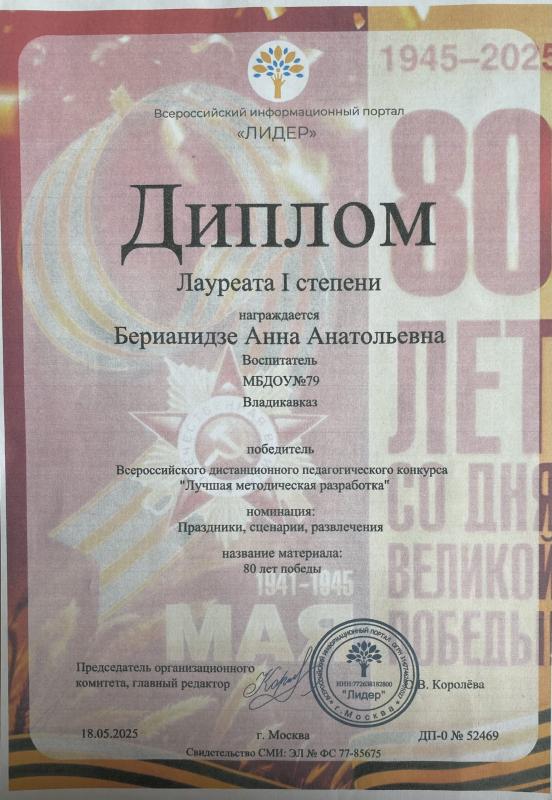 1945–2025
Всероссийский информационный портал
«ЛИДЕР»
80
ЛЕТ
СО ДНЯ
ВЕЛИКОЙ
ПОБЕДЫ
Диплом
Лауреата I степени
награждается
Берианидзе Анна Анатольевна
Воспитатель
МБДОУ№79
Владикавказ
победитель
Всероссийского дистанционного педагогического конкурса
"Лучшая методическая разработка"
номинация:
Праздники, сценарии, развлечения
название материала:
80 лет победы
1941-1945
МАЯ
Председатель организационного
комитета, главный редактор
О.В. Королёва
"Лидер"
г. Москва
18.05.2025
г. Москва
ДП-0 № 52469
Свидетельство СМИ: ЭЛ № ФС 77-85675